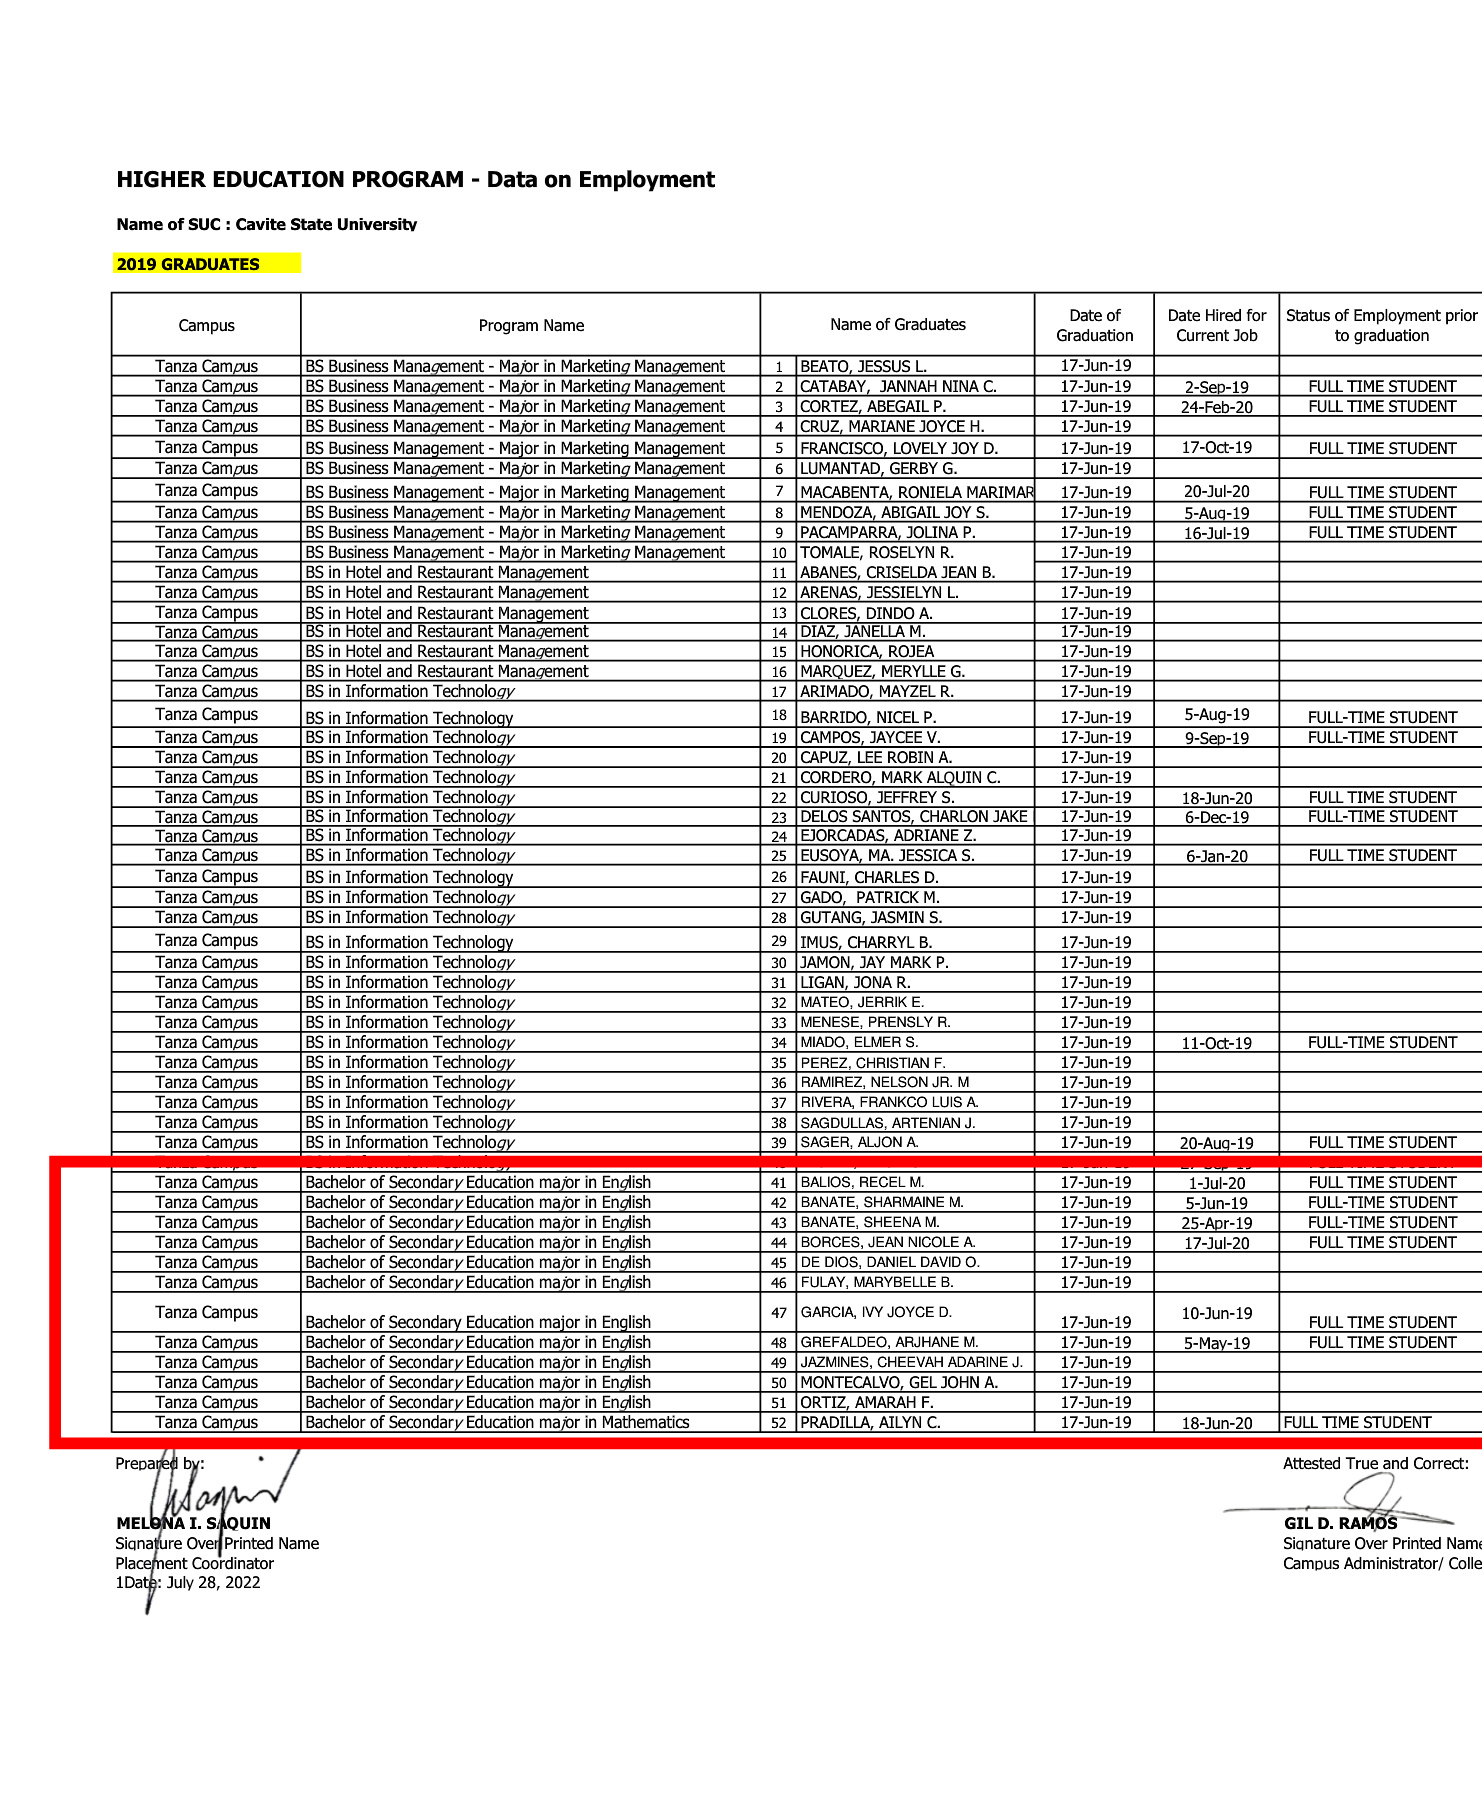 HIGHER EDUCATION PROGRAM - Data on Employment
Name of SUC : Cavite State University
2019 GRADUATES
Campus Program Name Name of Graduates Date of Graduation Date Hired for Current Job Status of Employment prior to graduation
Tanza Campus BS Business Management - Major in Marketing Management 1 BEATO, JESSUS L. 17-Jun-19
Tanza Campus BS Business Management - Major in Marketing Management 2 CATABAY, JANNAH NINA C. 17-Jun-19 2-Sep-19 FULL TIME STUDENT
Tanza Campus BS Business Management - Major in Marketing Management 3 CORTEZ, ABEGAIL P. 17-Jun-19 24-Feb-20 FULL TIME STUDENT
Tanza Campus BS Business Management - Major in Marketing Management 4 CRUZ, MARIANE JOYCE H. 17-Jun-19
Tanza Campus BS Business Management - Major in Marketing Management 5 FRANCISCO, LOVELY JOY D. 17-Jun-19 17-Oct-19 FULL TIME STUDENT
Tanza Campus BS Business Management - Major in Marketing Management 6 LUMANTAD, GERBY G. 17-Jun-19
Tanza Campus BS Business Management - Major in Marketing Management 7 MACABENTA, RONIELA MARIMAR 17-Jun-19 20-Jul-20 FULL TIME STUDENT
Tanza Campus BS Business Management - Major in Marketing Management 8 MENDOZA, ABIGAIL JOY S. 17-Jun-19 5-Aug-19 FULL TIME STUDENT
Tanza Campus BS Business Management - Major in Marketing Management 9 PACAMPARRA, JOLINA P. 17-Jun-19 16-Jul-19 FULL TIME STUDENT
Tanza Campus BS Business Management - Major in Marketing Management 10 TOMALE, ROSELYN R. 17-Jun-19
Tanza Campus BS in Hotel and Restaurant Management 11 ABANES, CRISELDA JEAN B. 17-Jun-19
Tanza Campus BS in Hotel and Restaurant Management 12 ARENAS, JESSIELYN L. 17-Jun-19
Tanza Campus BS in Hotel and Restaurant Management 13 CLORES, DINDO A. 17-Jun-19
Tanza Campus BS in Hotel and Restaurant Management 14 DIAZ, JANELLA M. 17-Jun-19
Tanza Campus BS in Hotel and Restaurant Management 15 HONORICA, ROJEA 17-Jun-19
Tanza Campus BS in Hotel and Restaurant Management 16 MARQUEZ, MERYLLE G. 17-Jun-19
Tanza Campus BS in Information Technology 17 ARIMADO, MAYZEL R. 17-Jun-19
Tanza Campus BS in Information Technology 18 BARRIDO, NICEL P. 17-Jun-19 5-Aug-19 FULL-TIME STUDENT
Tanza Campus BS in Information Technology 19 CAMPOS, JAYCEE V. 17-Jun-19 9-Sep-19 FULL-TIME STUDENT
Tanza Campus BS in Information Technology 20 CAPUZ, LEE ROBIN A. 17-Jun-19
Tanza Campus BS in Information Technology 21 CORDERO, MARK ALQUIN C. 17-Jun-19
Tanza Campus BS in Information Technology 22 CURIOSO, JEFFREY S. 17-Jun-19 18-Jun-20 FULL TIME STUDENT
Tanza Campus BS in Information Technology 23 DELOS SANTOS, CHARLON JAKE 17-Jun-19 6-Dec-19 FULL-TIME STUDENT
Tanza Campus BS in Information Technology 24 EJORCADAS, ADRIANE Z. 17-Jun-19
Tanza Campus BS in Information Technology 25 EUSOYA, MA. JESSICA S. 17-Jun-19 6-Jan-20 FULL TIME STUDENT
Tanza Campus BS in Information Technology 26 FAUNI, CHARLES D. 17-Jun-19
Tanza Campus BS in Information Technology 27 GADO, PATRICK M. 17-Jun-19
Tanza Campus BS in Information Technology 28 GUTANG, JASMIN S. 17-Jun-19
Tanza Campus BS in Information Technology 29 IMUS, CHARRYL B. 17-Jun-19
Tanza Campus BS in Information Technology 30 JAMON, JAY MARK P. 17-Jun-19
Tanza Campus BS in Information Technology 31 LIGAN, JONA R. 17-Jun-19
Tanza Campus BS in Information Technology 32 MATEO, JERRIK E. 17-Jun-19
Tanza Campus BS in Information Technology 33 MENESE, PRENSLY R. 17-Jun-19
Tanza Campus BS in Information Technology 34 MIADO, ELMER S. 17-Jun-19 11-Oct-19 FULL-TIME STUDENT
Tanza Campus BS in Information Technology 35 PEREZ, CHRISTIAN F. 17-Jun-19
Tanza Campus BS in Information Technology 36 RAMIREZ, NELSON JR. M 17-Jun-19
Tanza Campus BS in Information Technology 37 RIVERA, FRANKCO LUIS A. 17-Jun-19
Tanza Campus BS in Information Technology 38 SAGDULLAS, ARTENIAN J. 17-Jun-19
Tanza Campus BS in Information Technology 39 SAGER, ALJON A. 17-Jun-19 20-Aug-19 FULL TIME STUDENT
Tanza Campus Bachelor of Secondary Education major in English 41 BALIOS, RECEL M. 17-Jun-19 1-Jul-20 FULL TIME STUDENT
Tanza Campus Bachelor of Secondary Education major in English 42 BANATE, SHARMAINE M. 17-Jun-19 5-Jun-19 FULL-TIME STUDENT
Tanza Campus Bachelor of Secondary Education major in English 43 BANATE, SHEENA M. 17-Jun-19 25-Apr-19 FULL-TIME STUDENT
Tanza Campus Bachelor of Secondary Education major in English 44 BORCES, JEAN NICOLE A. 17-Jun-19 17-Jul-20 FULL TIME STUDENT
Tanza Campus Bachelor of Secondary Education major in English 45 DE DIOS, DANIEL DAVID O. 17-Jun-19
Tanza Campus Bachelor of Secondary Education major in English 46 FULAY, MARYBELLE B. 17-Jun-19
Tanza Campus Bachelor of Secondary Education major in English 47 GARCIA, IVY JOYCE D. 17-Jun-19 10-Jun-19 FULL TIME STUDENT
Tanza Campus Bachelor of Secondary Education major in English 48 GREFALDEO, ARJHANE M. 17-Jun-19 5-May-19 FULL TIME STUDENT
Tanza Campus Bachelor of Secondary Education major in English 49 JAZMINES, CHEEVAH ADARINE J. 17-Jun-19
Tanza Campus Bachelor of Secondary Education major in English 50 MONTECALVO, GEL JOHN A. 17-Jun-19
Tanza Campus Bachelor of Secondary Education major in English 51 ORTIZ, AMARAH F. 17-Jun-19
Tanza Campus Bachelor of Secondary Education major in Mathematics 52 PRADILLA, AILYN C. 17-Jun-19 18-Jun-20 FULL TIME STUDENT
Prepared by: Attested True and Correct:
MELONA I. SAQUIN GIL D. RAMOS
Signature Over Printed Name Signature Over Printed Name
Placement Coordinator Campus Administrator/ Colle
1Date: July 28, 2022